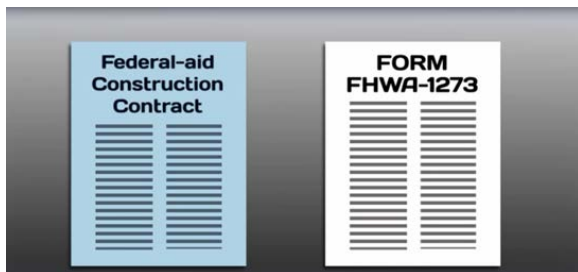 Federal-aid
Construction
Contract
FORM
FHWA-1273